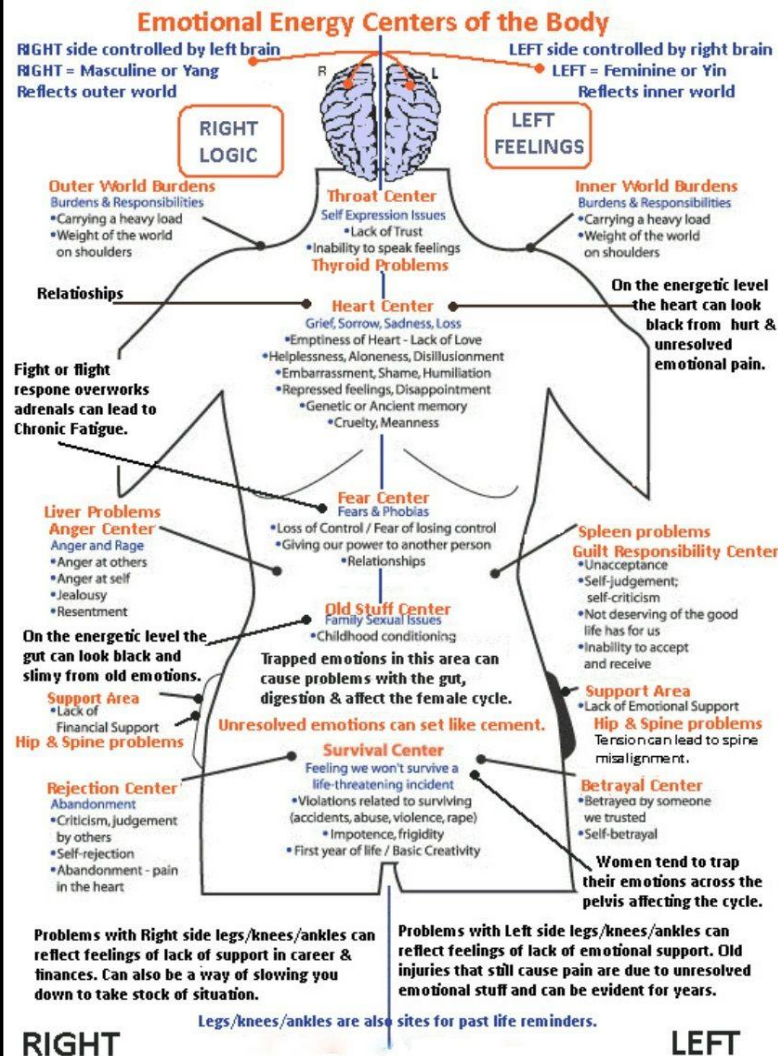 Emotional Energy Centers of the Body
RIGHT side controlled by left brain
RIGHT = Masculine or Yang
Reflects outer world
LEFT side controlled by right brain
LEFT = Feminine or Yin
Reflects inner world
R
L
RIGHT
LOGIC
LEFT
FEELINGS
Outer World Burdens
Burdens & Responsibilities
•Carrying a heavy load
•Weight of the world
on shoulders
Throat Center
Self Expression Issues
•Lack of Trust
•Inability to speak feelings
Thyroid Problems
Inner World Burdens
Burdens & Responsibilities
•Carrying a heavy load
•Weight of the world
on shoulders
Relatioships
Heart Center
Grief, Sorrow, Sadness, Loss
•Emptiness of Heart - Lack of Love
•Helplessness, Aloneness, Disillusionment
•Embarrassment, Shame, Humiliation
•Repressed feelings, Disappointment
•Genetic or Ancient memory
•Cruelty, Meanness
On the energetic level
the heart can look
black from hurt &
unresolved
emotional pain.
Fight or flight
respone overworks
adrenals can lead to
Chronic Fatigue.
Fear Center
Fears & Phobias
•Loss of Control / Fear of losing control
•Giving our power to another person
•Relationships
Liver Problems
Anger Center
Anger and Rage
•Anger at others
•Anger at self
•Jealousy
•Resentment
Spleen problems
Guilt Responsibility Center
•Unacceptance
•Self-judgement;
self-criticism
•Not deserving of the good
life has for us
•Inability to accept
and receive
Old Stuff Center
Family Sexual Issues
•Childhood conditioning
On the energetic level the
gut can look black and
slimy from old emotions.
Trapped emotions in this area can
cause problems with the gut,
digestion & affect the female cycle.
Support Area
•Lack of
Financial Support
Hip & Spine problems
Support Area
•Lack of Emotional Support
Hip & Spine problems
Tension can lead to spine
misalignment.
Unresolved emotions can set like cement.
Survival Center
Feeling we won't survive a
life-threatening incident
•Violations related to surviving
(accidents, abuse, violence, rape)
•Impotence, frigidity
•First year of life / Basic Creativity
Rejection Center
Abandonment
•Criticism, judgement
by others
•Self-rejection
•Abandonment - pain
in the heart
Betrayal Center
•Betrayed by someone
we trusted
•Self-betrayal
Women tend to trap
their emotions across the
pelvis affecting the cycle.
Problems with Right side legs/knees/ankles can
reflect feelings of lack of support in career &
finances. Can also be a way of slowing you
down to take stock of situation.
Problems with Left side legs/knees/ankles can
reflect feelings of lack of emotional support. Old
injuries that still cause pain are due to unresolved
emotional stuff and can be evident for years.
Legs/knees/ankles are also sites for past life reminders.
RIGHT
LEFT